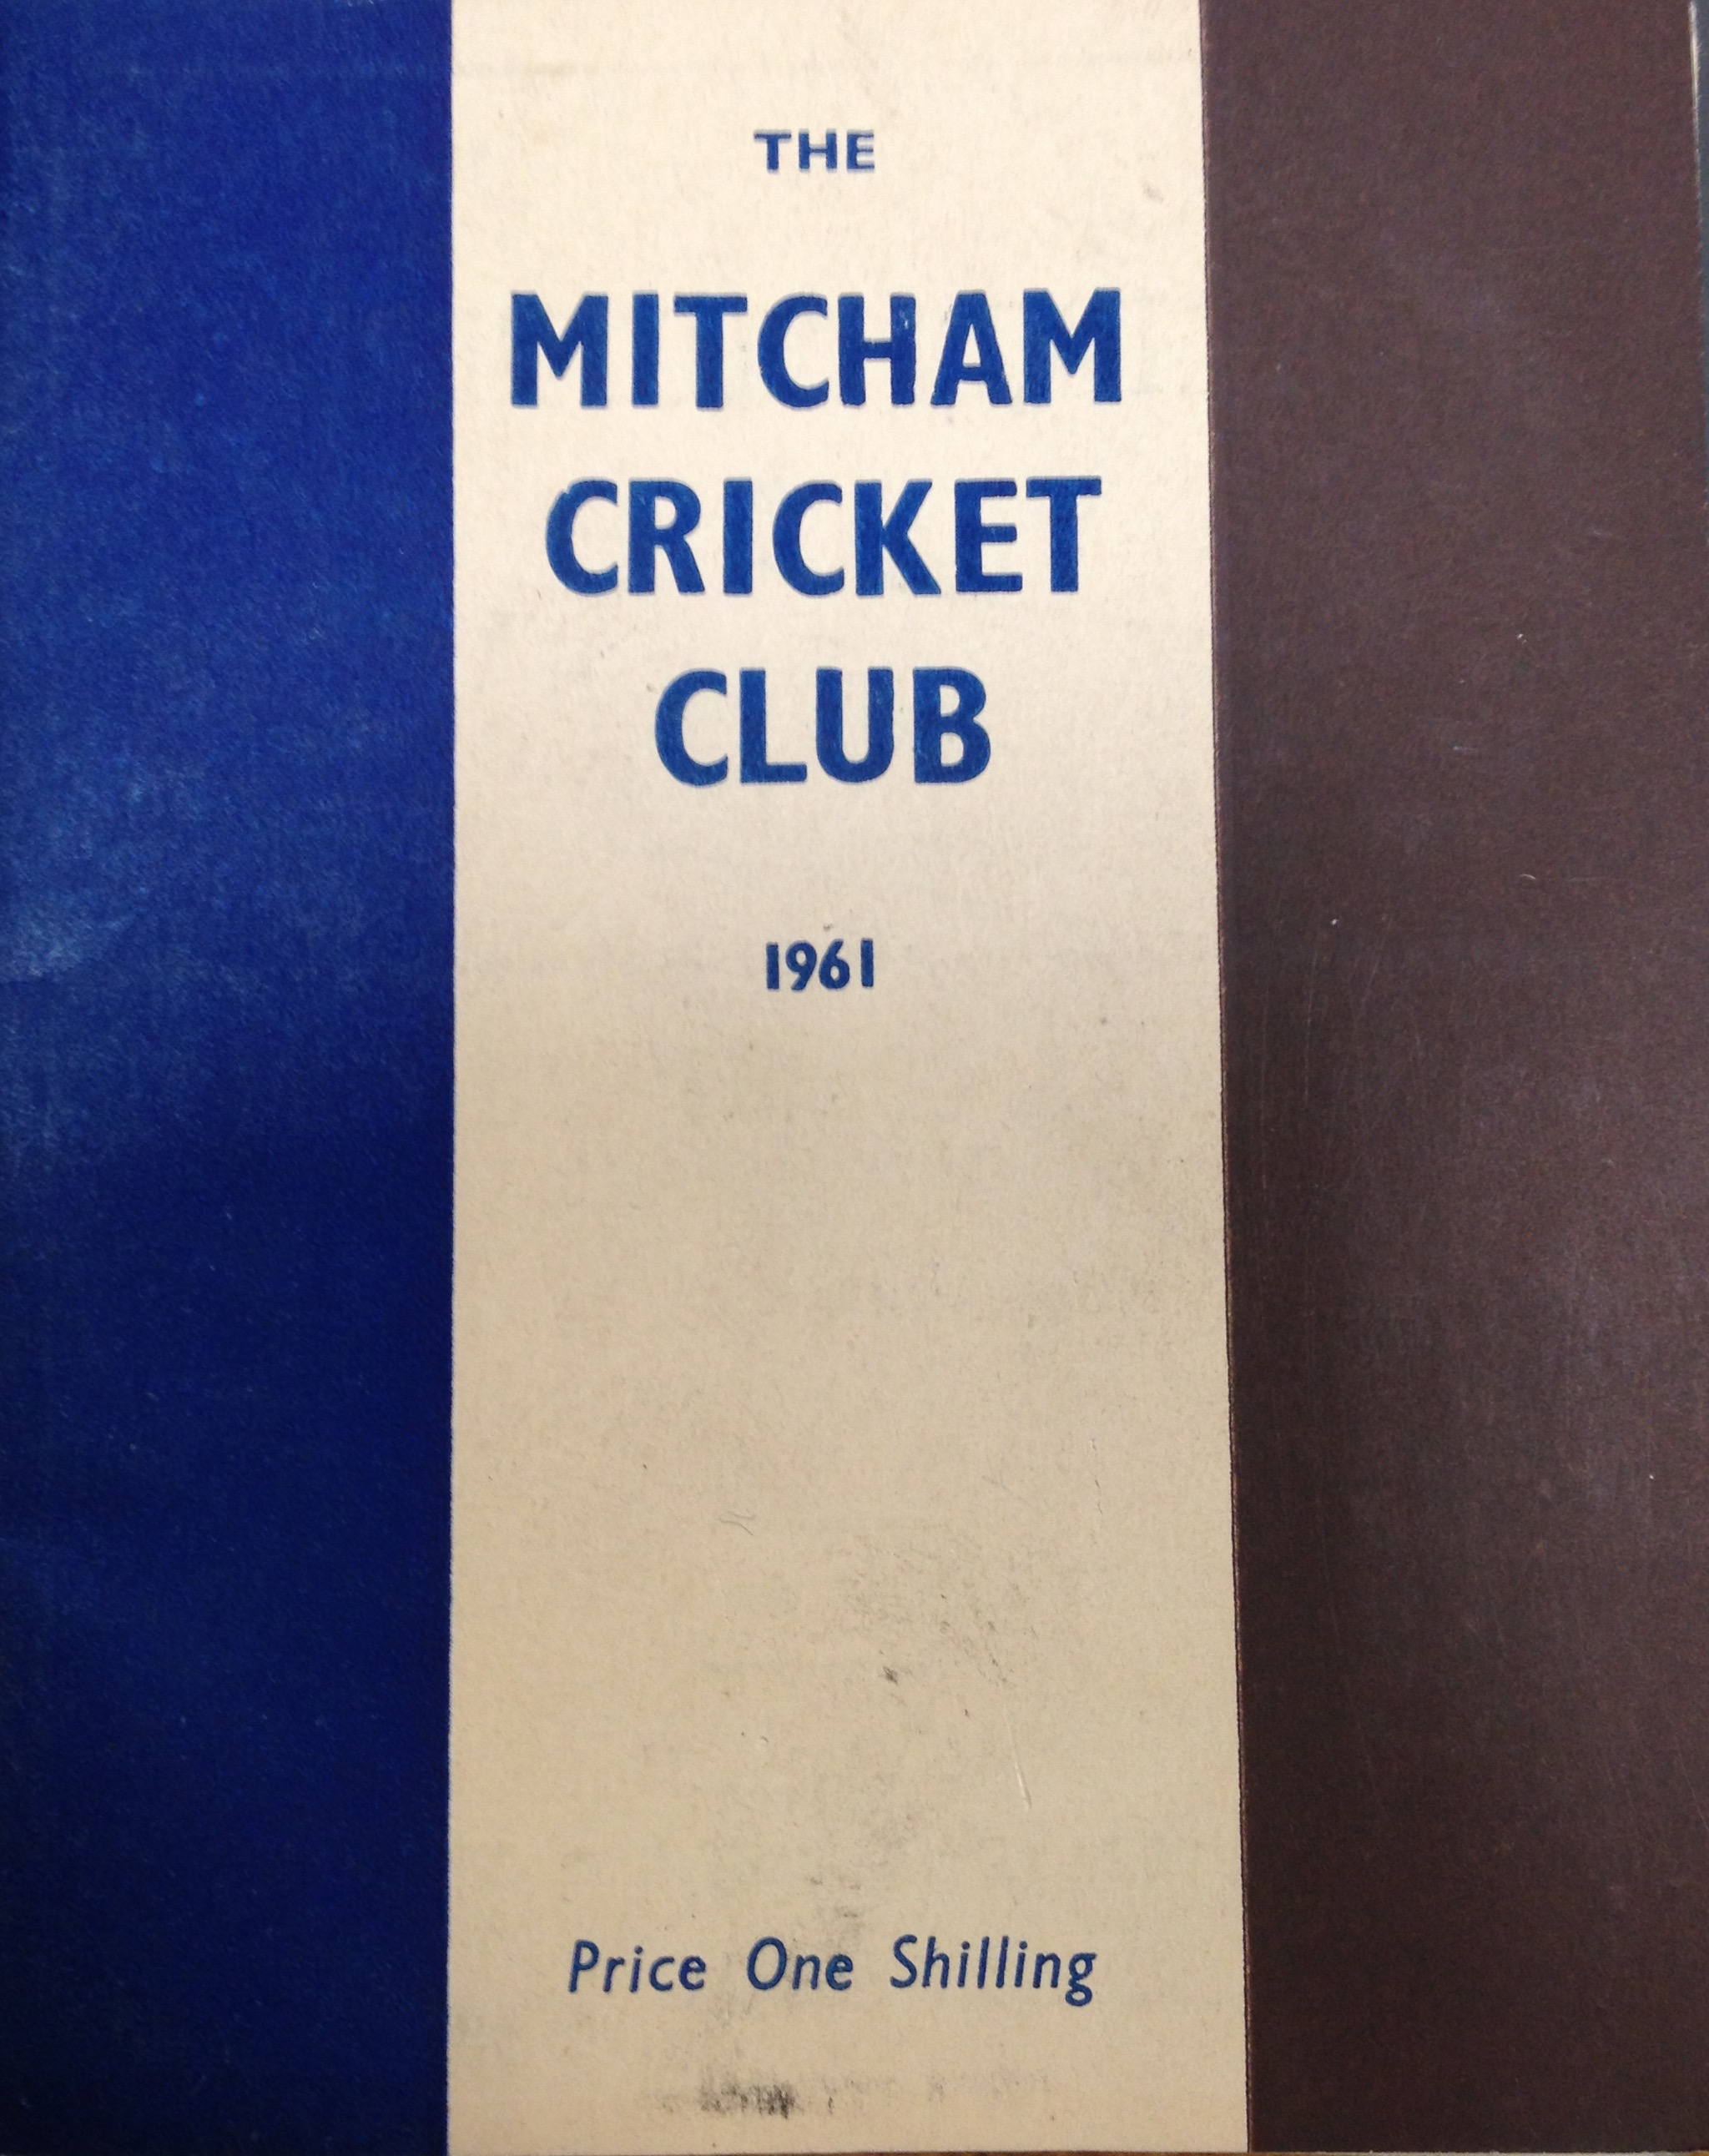 THE
MITCHAM
CRICKET
CLUB
1961
Price One Shilling